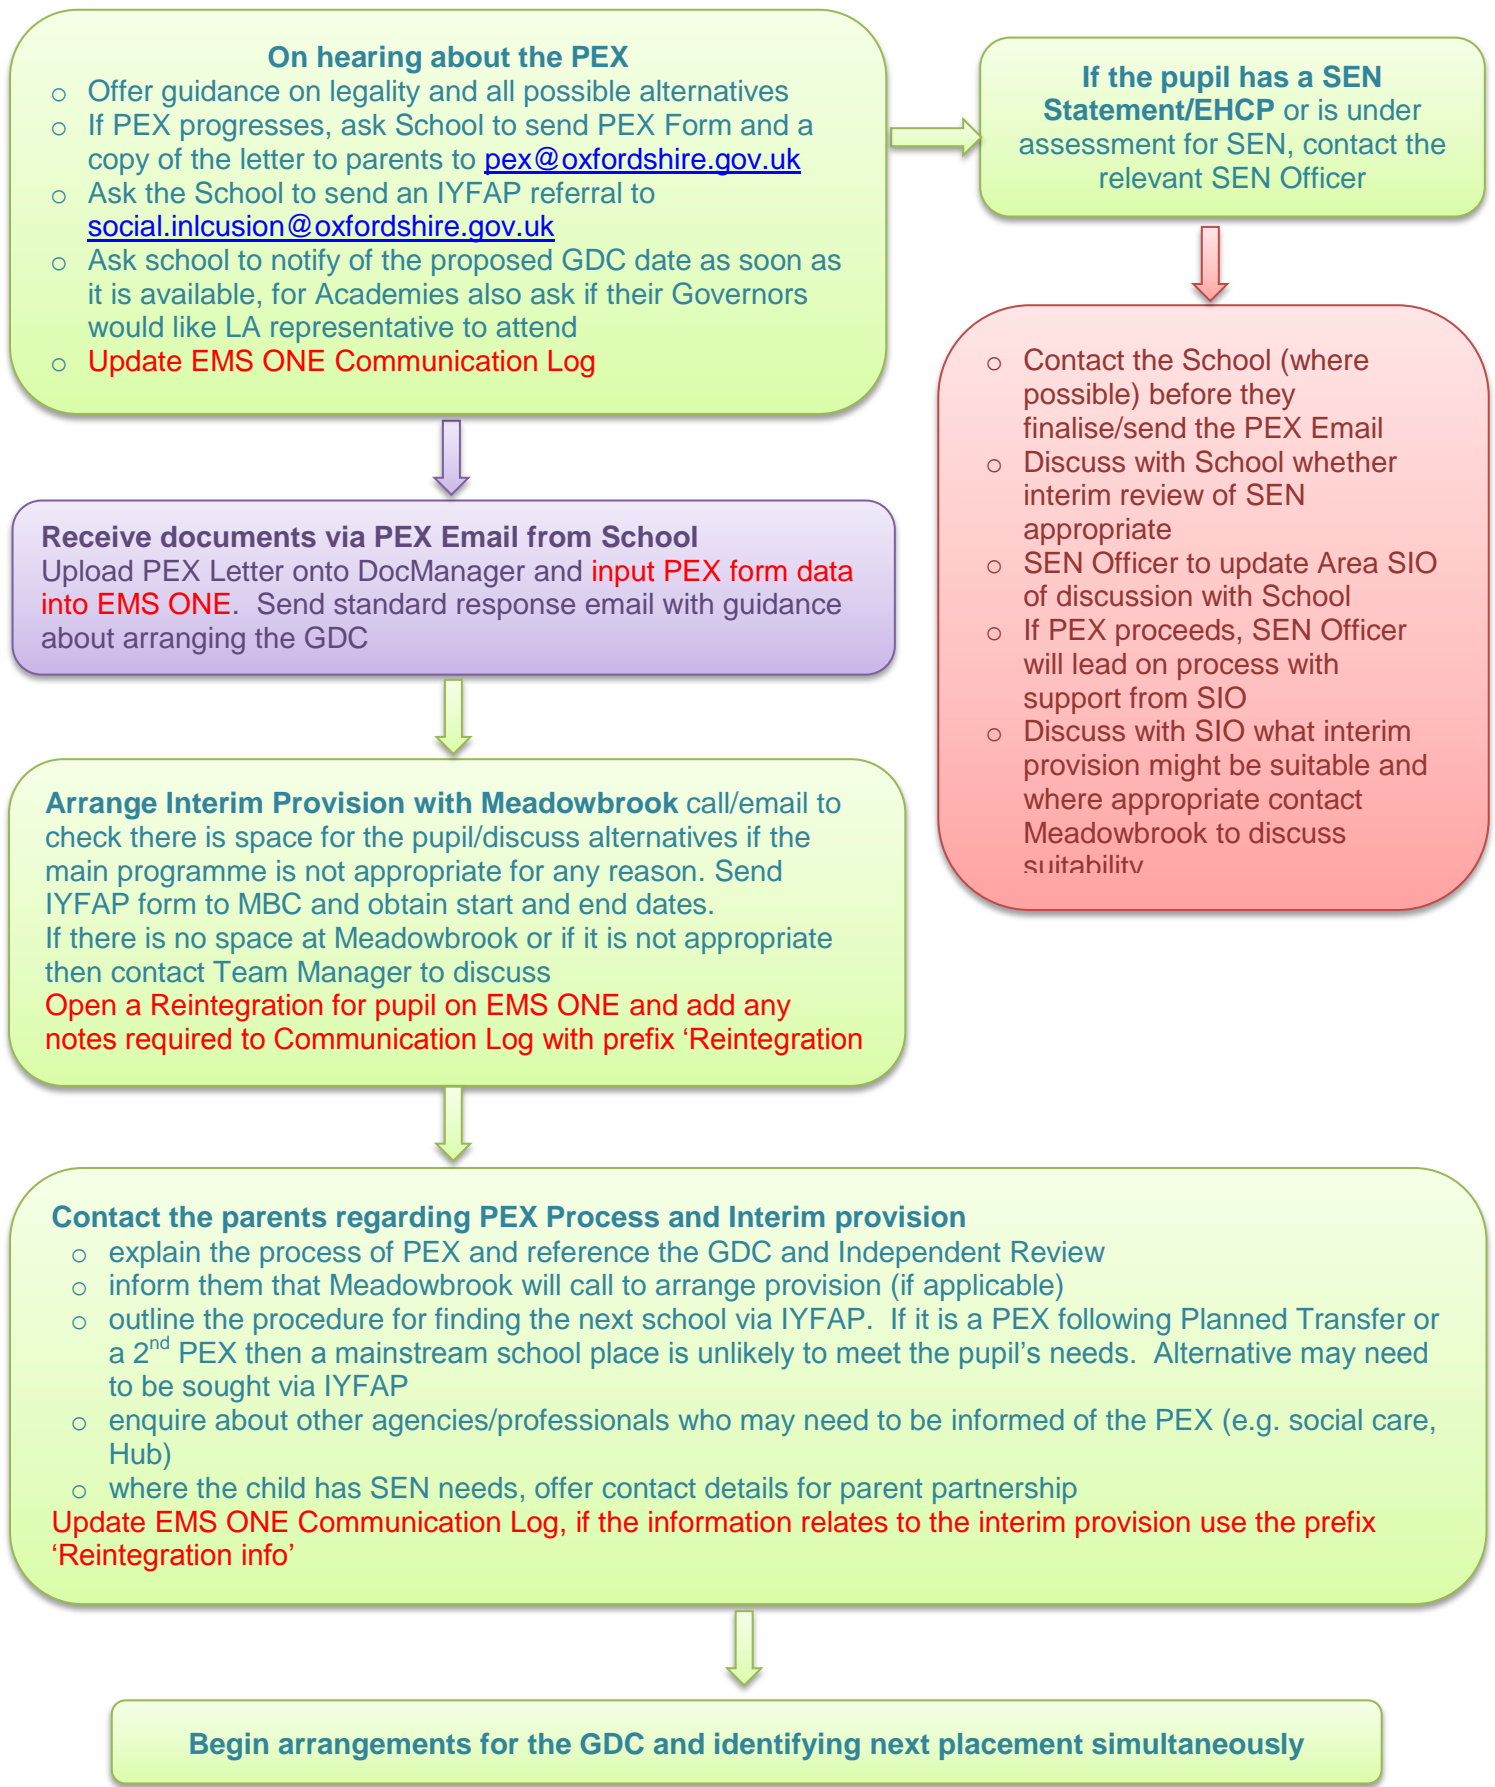 On hearing about the PEX
o Offer guidance on legality and all possible alternatives
o If PEX progresses, ask School to send PEX Form and a
copy of the letter to parents to pex@oxfordshire.gov.uk
o Ask the School to send an IYFAP referral to
social.inlcusion@oxfordshire.gov.uk
o Ask school to notify of the proposed GDC date as soon as
it is available, for Academies also ask if their Governors
would like LA representative to attend
o Update EMS ONE Communication Log
If the pupil has a SEN
Statement/EHCP or is under
assessment for SEN, contact the
relevant SEN Officer
o Contact the School (where
possible) before they
finalise/send the PEX Email
o Discuss with School whether
interim review of SEN
appropriate
o SEN Officer to update Area SIO
of discussion with School
o If PEX proceeds, SEN Officer
will lead on process with
support from SIO
o Discuss with SIO what interim
provision might be suitable and
where appropriate contact
Meadowbrook to discuss
suitability
Receive documents via PEX Email from School
Upload PEX Letter onto DocManager and input PEX form data
into EMS ONE.  Send standard response email with guidance
about arranging the GDC
Arrange Interim Provision with Meadowbrook call/email to
check there is space for the pupil/discuss alternatives if the
main programme is not appropriate for any reason. Send
IYFAP form to MBC and obtain start and end dates.
If there is no space at Meadowbrook or if it is not appropriate
then contact Team Manager to discuss
Open a Reintegration for pupil on EMS ONE and add any
notes required to Communication Log with prefix ‘Reintegration
Contact the parents regarding PEX Process and Interim provision
o explain the process of PEX and reference the GDC and Independent Review
o inform them that Meadowbrook will call to arrange provision (if applicable)
o outline the procedure for finding the next school via IYFAP.  If it is a PEX following Planned Transfer or
a 2nd PEX then a mainstream school place is unlikely to meet the pupil’s needs.  Alternative may need
to be sought via IYFAP
o enquire about other agencies/professionals who may need to be informed of the PEX (e.g. social care,
Hub)
o where the child has SEN needs, offer contact details for parent partnership
Update EMS ONE Communication Log, if the information relates to the interim provision use the prefix
‘Reintegration info’
Begin arrangements for the GDC and identifying next placement simultaneously